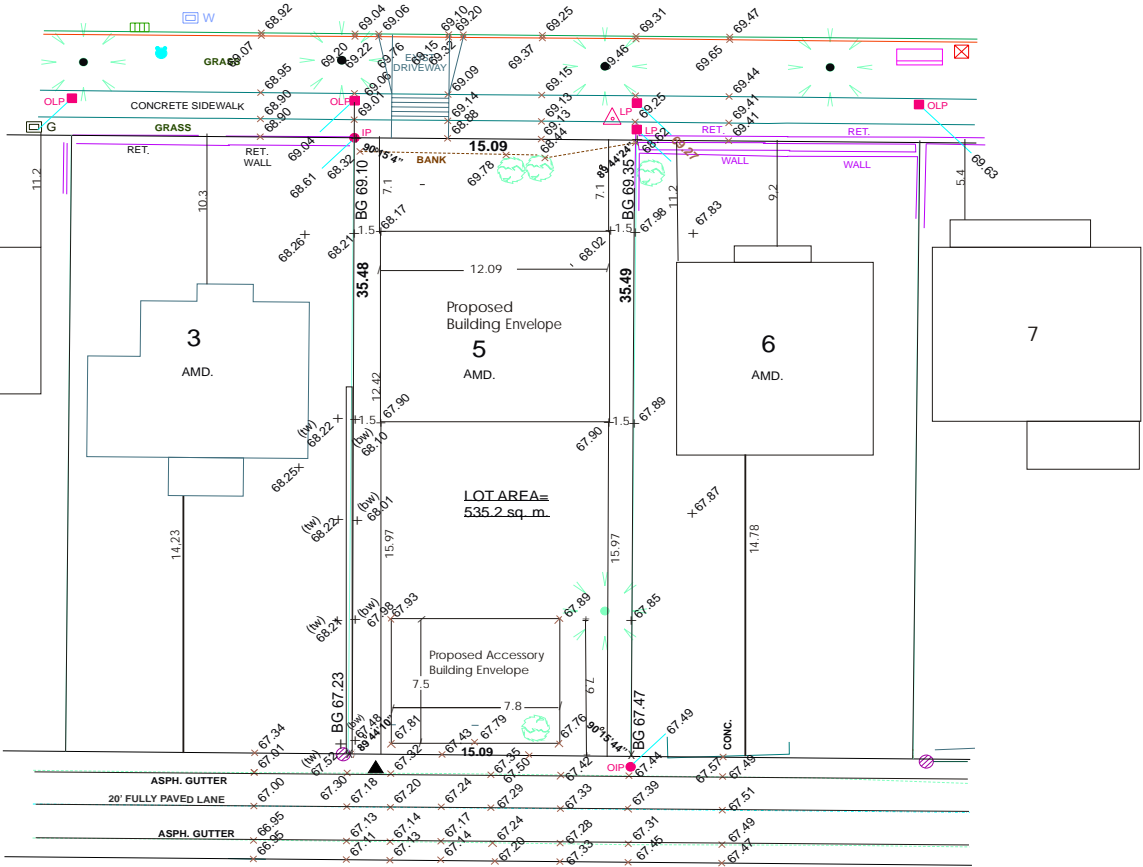 68.92
69.04
69.06
69.10
69.20
69.25
69.31
69.47
W
69.07
GRASS
69.20
69.22
69.76
69.15
69.32
69.37
69.46
69.65
DRIVEWAY
68.95
69.06
69.09
69.15
69.44
OLP
CONCRETE SIDEWALK
68.90
OLP
69.01
69.14
69.13
LP
69.25
69.41
OLP
G
GRASS
68.90
IP
68.88
69.13
LP
69.41
RET.
RET.
RET.
RET.
WALL
69.04
68.32
90°15'4"
BANK
15.09
68.44
89°44'24"
68.62
69.27
WALL
WALL
69.63
11.2
10.3
68.61
BG 69.10
7.1
69.78
7.1
BG 69.35
11.2
9.2
5.4
68.26
68.21
1.5
68.17
68.02
1.5
67.98
67.83
35.48
12.09
35.49
Proposed
Building Envelope
3
AMD.
5
AMD.
6
AMD.
7
12.42
(tw)
68.22
1.5
67.90
(bw)
68.10
67.90
1.5
67.89
68.25
(tw)
68.22
(bw)
68.01
LOT AREA=
535.2 sq. m.
67.87
14.23
15.97
15.97
14.78
(tw)
(bw)
67.98
67.93
67.89
67.85
Proposed Accessory
Building Envelope
7.5
7.8
7.9
BG 67.23
(bw)
67.48
67.81
67.79
67.76
BG 67.47
67.49
CONC.
67.34
67.01
(tw)
67.52
89°44'10"
67.32
67.43
15.09
67.35
67.50
90°15'44"
67.42
OIP
67.44
67.57
67.49
ASPH. GUTTER
67.00
67.30
67.18
67.20
67.24
67.29
67.33
67.39
67.51
20' FULLY PAVED LANE
66.95
67.13
67.14
67.17
67.24
67.28
67.31
67.49
ASPH. GUTTER
66.95
67.11
67.13
67.14
67.20
67.33
67.45
67.47